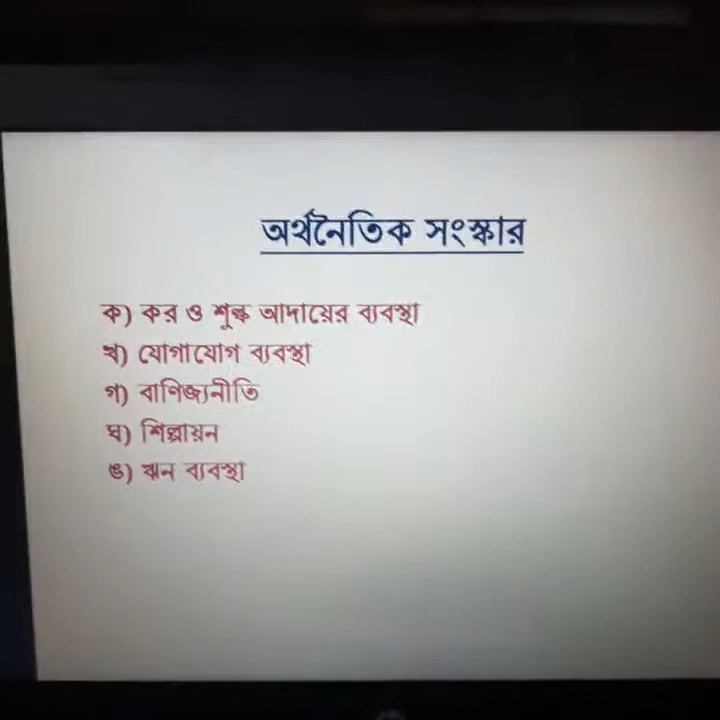 অর্থনৈতিক সংস্কার
ক) কর ও শুল্ক আদায়ের ব্যবস্থা
খ) যোগাযোগ ব্যবস্থা
গ) বাণিজ্যনীতি
ঘ) শিল্পায়ন
ঙ) ঋন ব্যবস্থা